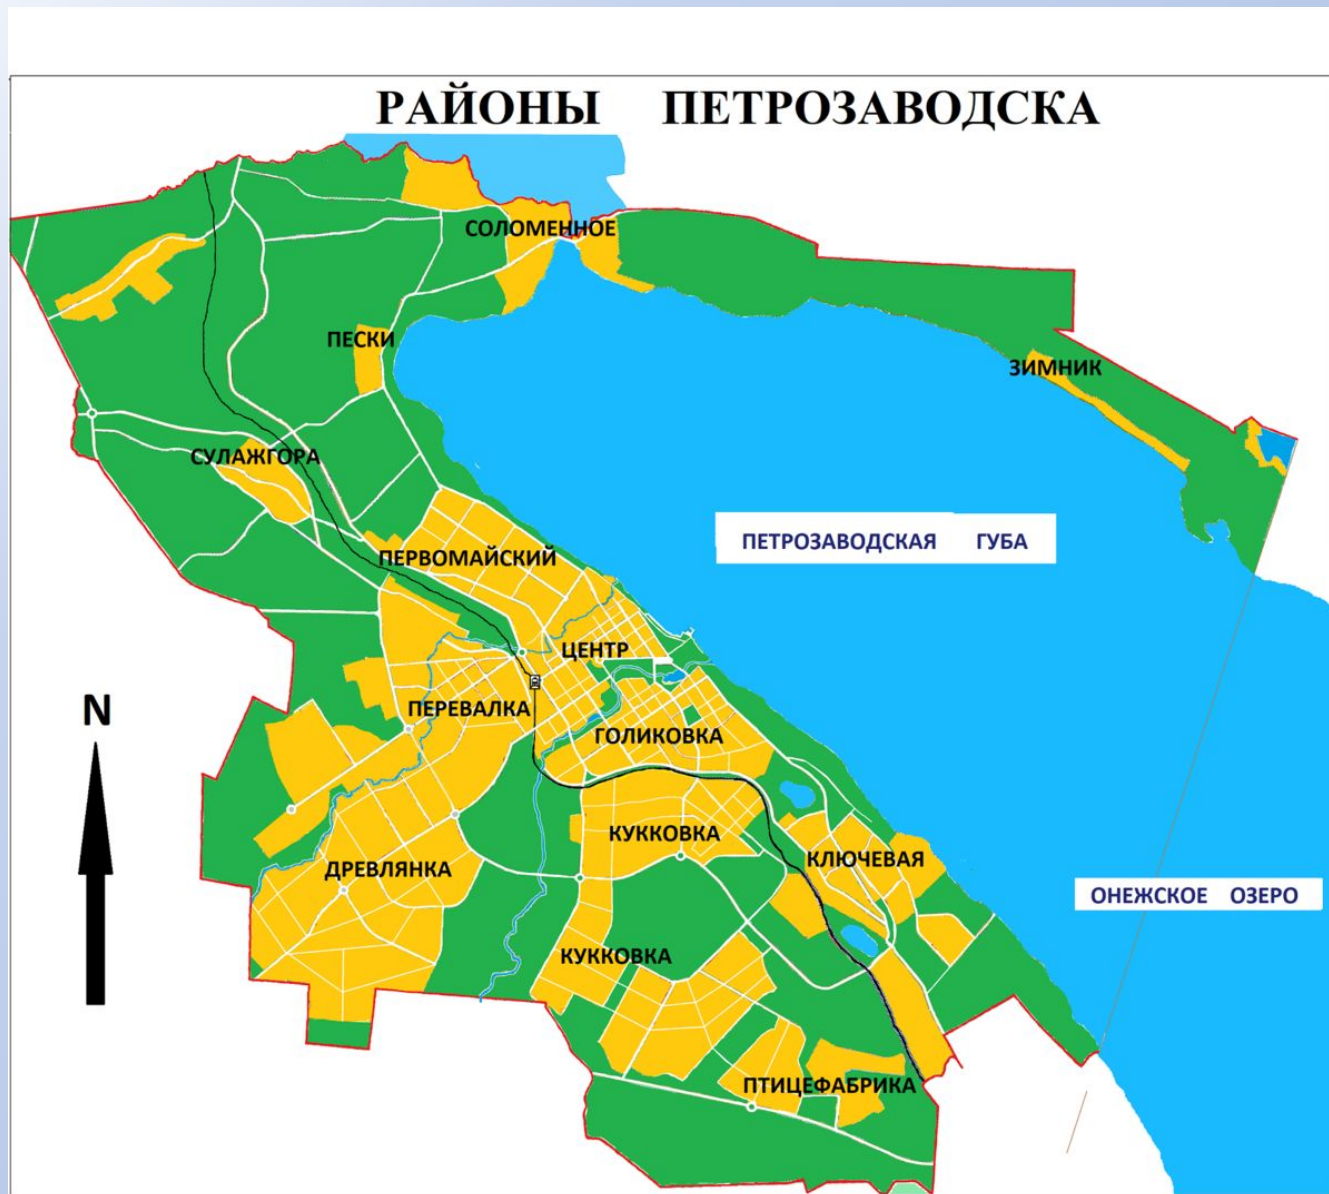 РАЙОНЫ ПЕТРОЗАВОДСКА
СОЛОМЕННОЕ
ПЕСКИ
ЗИМНИК
СУЛАЖГОРА
ПЕТРОЗАВОДСКАЯ ГУБА
ПЕРВОМАЙСКИЙ
ЦЕНТР
N
ПЕРЕВАЛКА
ГОЛИКОВКА
КУККОВКА
КЛЮЧЕВАЯ
ДРЕВЛЯНКА
ОНЕЖСКОЕ ОЗЕРО
КУККОВКА
ПТИЦЕФАБРИКА